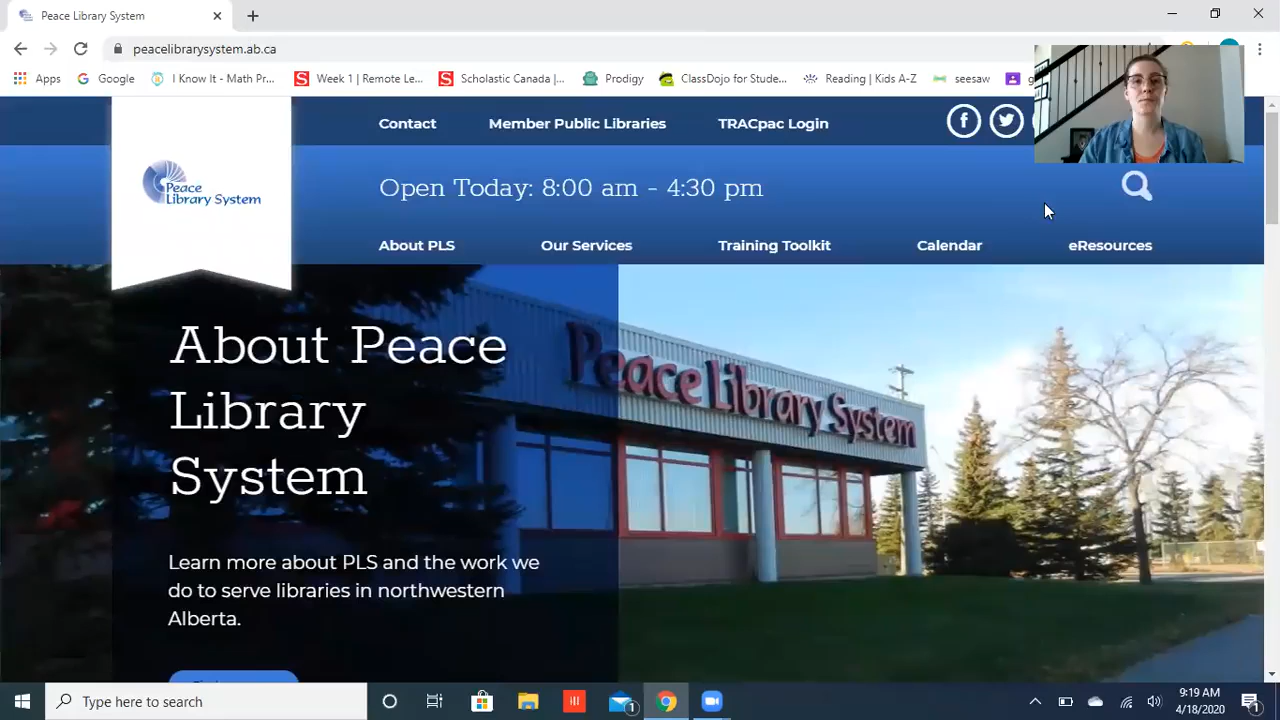 Peace Library System
peacelibrarysystem.ab.ca
Apps
Google
I Know It - Math Pr...
Week 1 | Remote Le...
Scholastic Canada |...
Prodigy
ClassDojo for Stude...
Reading | Kids A-Z
seesaw
Contact
Member Public Libraries
TRACpac Login
Peace
Library System
Open Today: 8:00 am - 4:30 pm
About PLS
Our Services
Training Toolkit
Calendar
eResources
About Peace
Library
System
Peace Library System
Learn more about PLS and the work we
do to serve libraries in northwestern
Alberta.
Type here to search
1
9:19 AM
4/18/2020
1